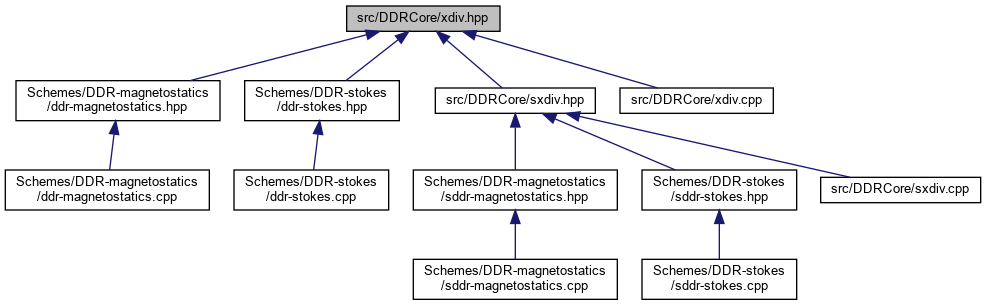 src/DDRCore/xdiv.hpp
Schemes/DDR-magnetostatics
/ddr-magnetostatics.hpp
Schemes/DDR-stokes
/ddr-stokes.hpp
src/DDRCore/sxdiv.hpp
src/DDRCore/xdiv.cpp
Schemes/DDR-magnetostatics
/ddr-magnetostatics.cpp
Schemes/DDR-stokes
/ddr-stokes.cpp
Schemes/DDR-magnetostatics
/sddr-magnetostatics.hpp
Schemes/DDR-stokes
/sddr-stokes.hpp
src/DDRCore/sxdiv.cpp
Schemes/DDR-magnetostatics
/sddr-magnetostatics.cpp
Schemes/DDR-stokes
/sddr-stokes.cpp